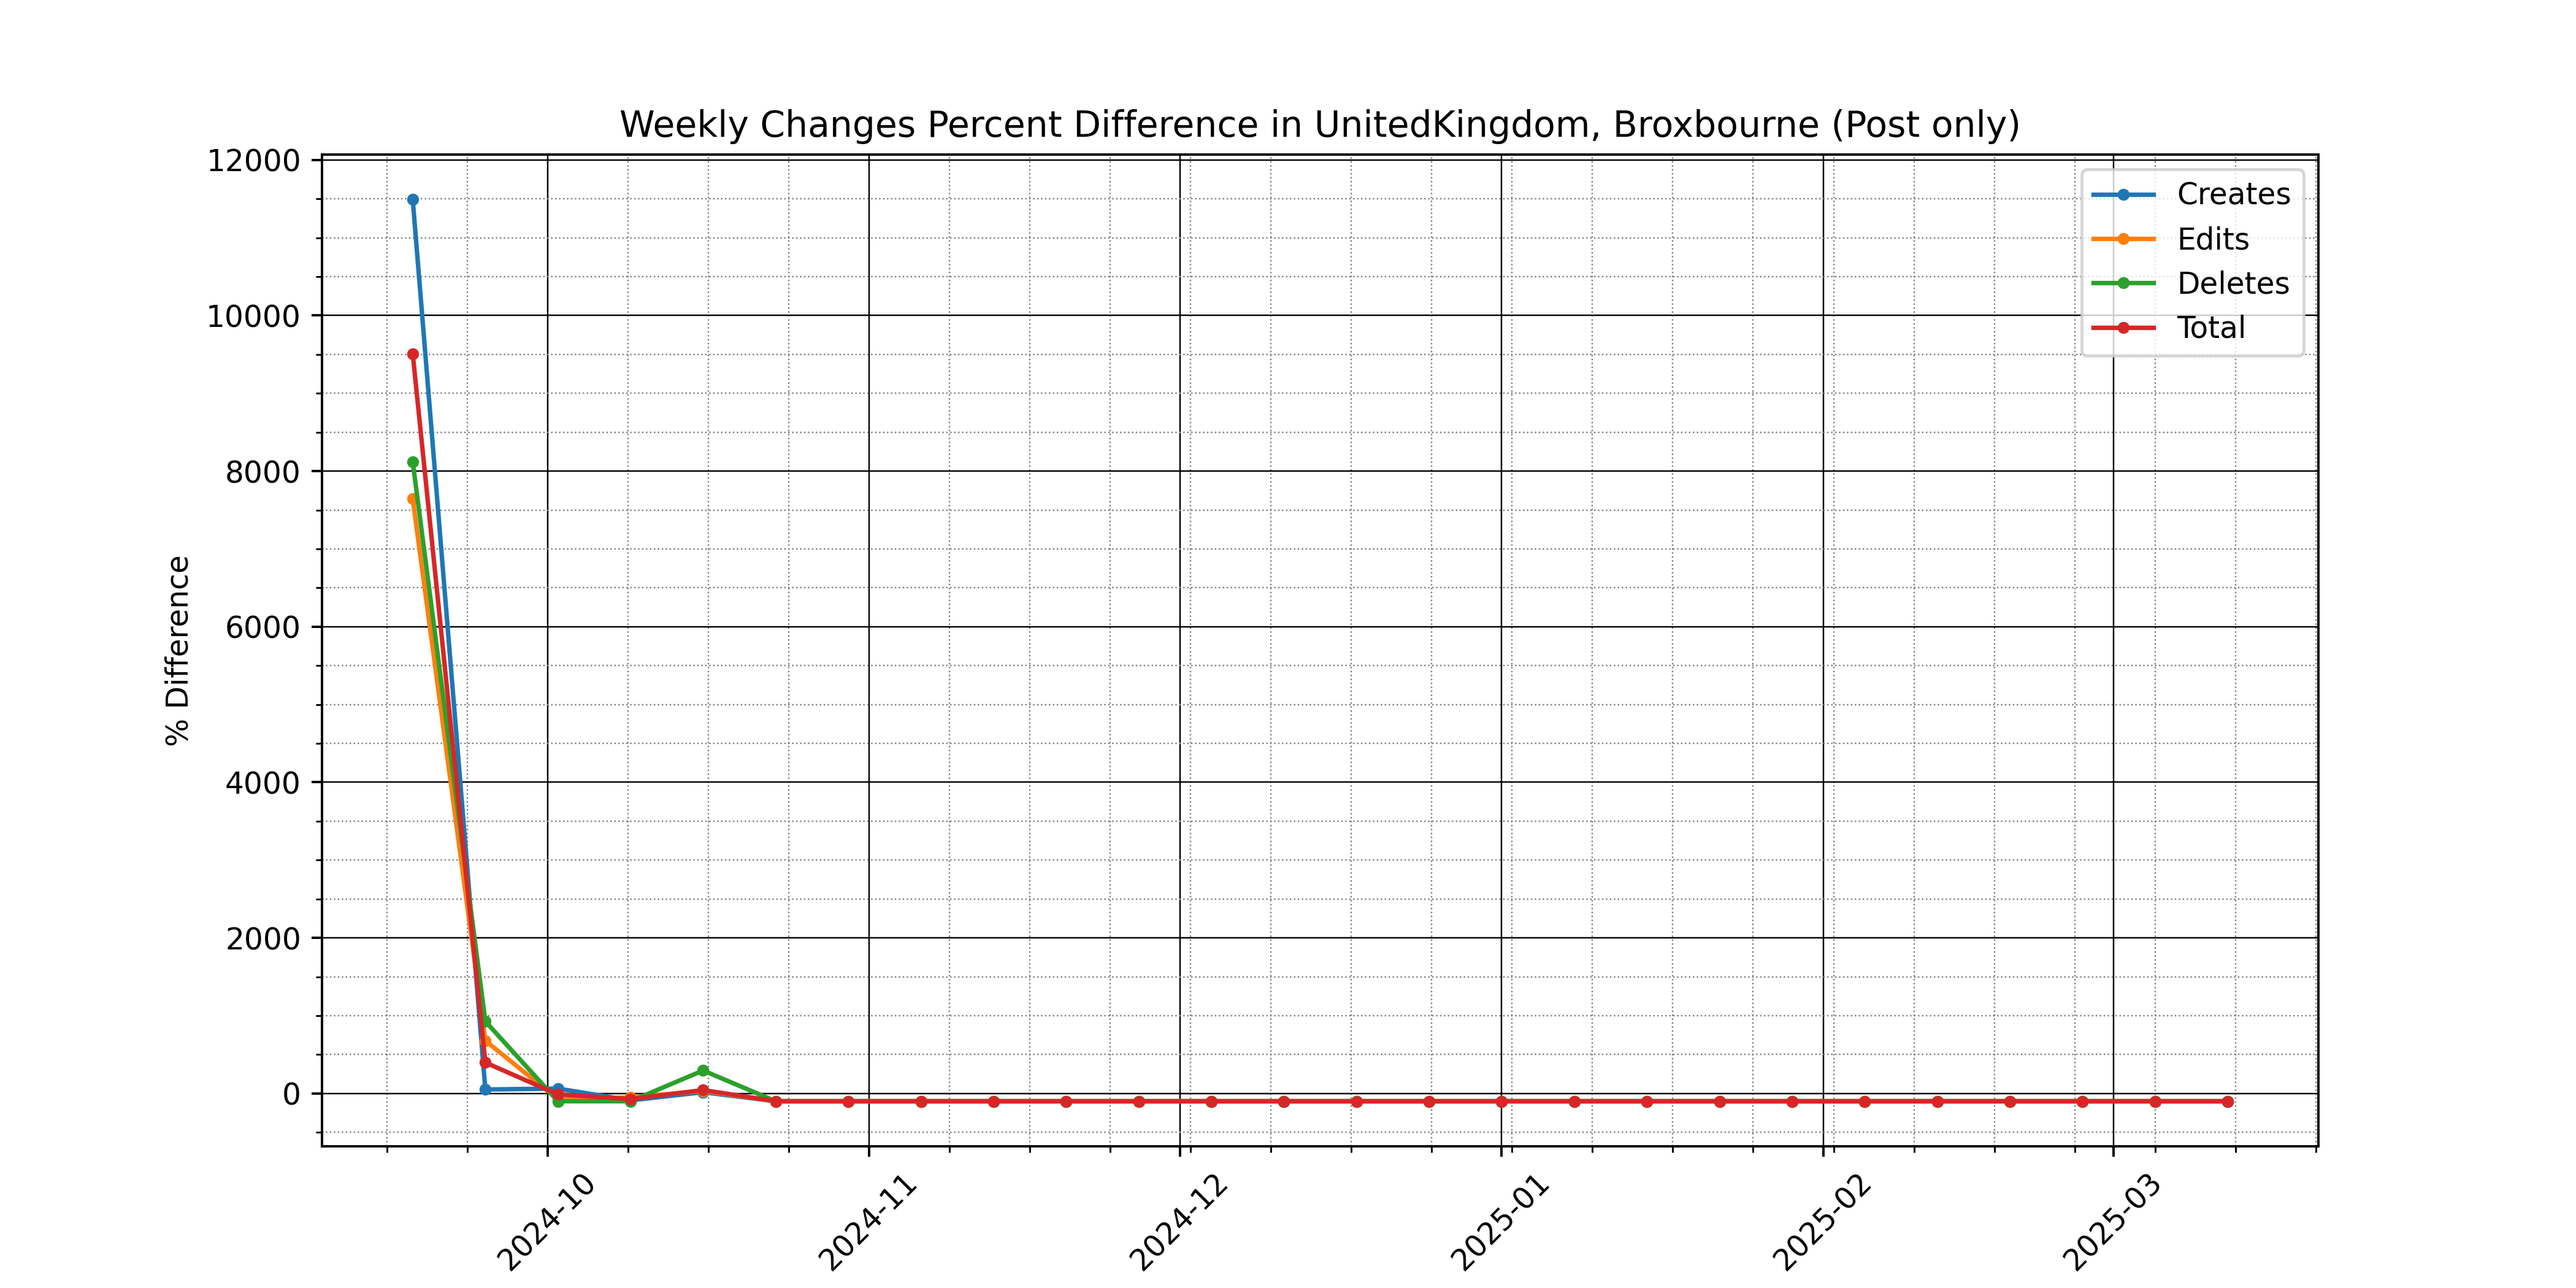 Weekly Changes Percent Difference in UnitedKingdom, Broxbourne (Post only)
12000
10000
8000
6000
4000
2000
0
% Difference
Creates
Edits
Deletes
Total
2024-10
2024-11
2024-12
2025-01
2025-02
2025-03